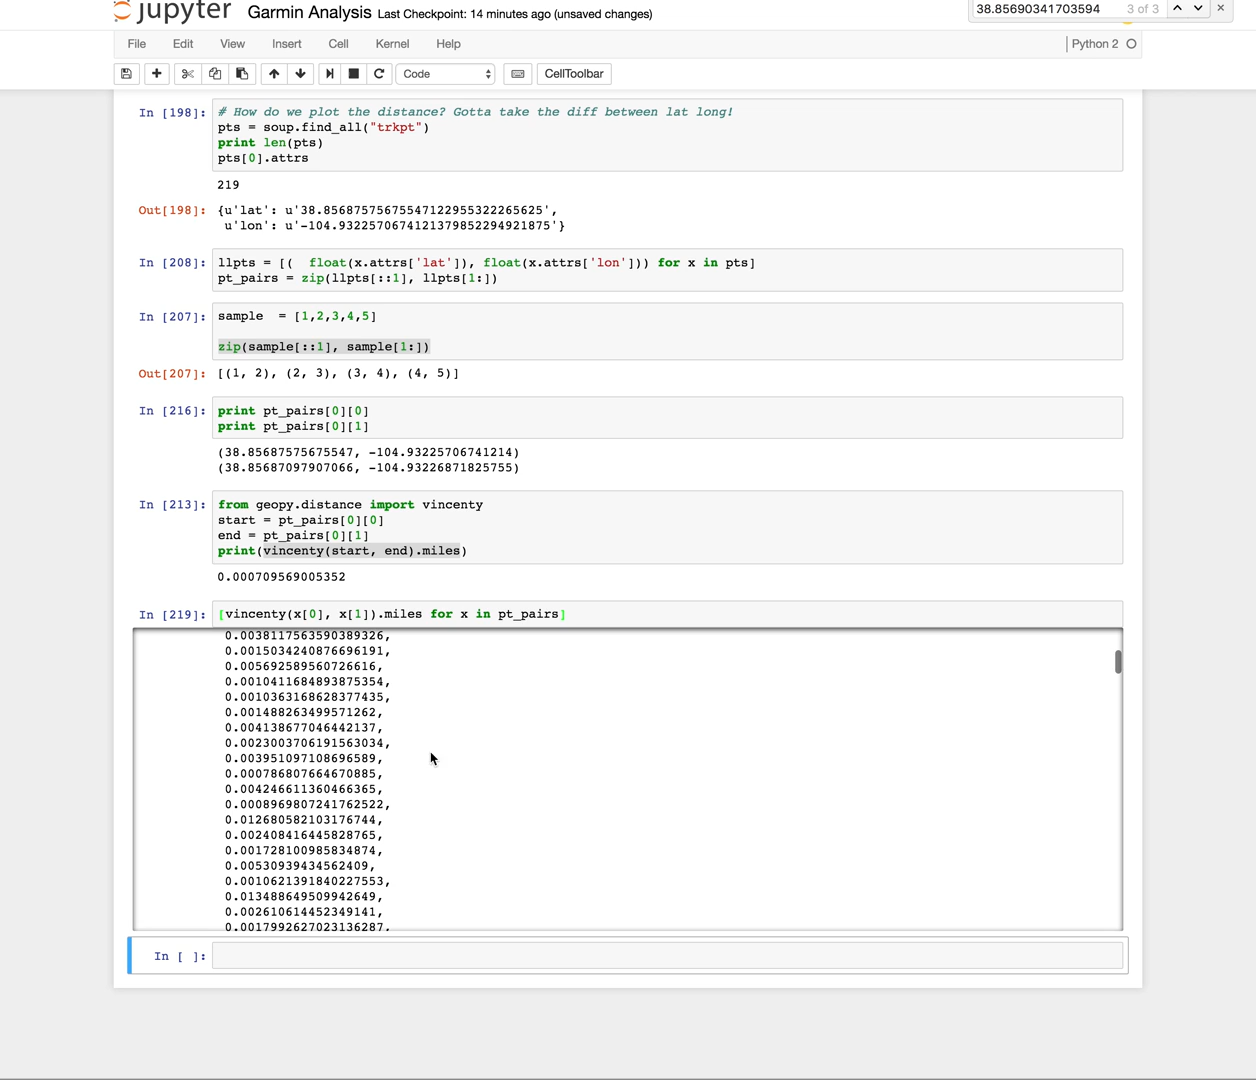 jupyter Garmin Analysis Last Checkpoint: 14 minutes ago (unsaved changes)
38.85690341703594 3 of 3
File Edit View Insert Cell Kernel Help Python 2
Code CellToolbar
In [198]: # How do we plot the distance? Gotta take the diff between lat long!
pts = soup.find_all("trkpt")
print len(pts)
pts[0].attrs
219
Out[198]: {u'lat': u'38.856875756755471229553222656​25',
u'lon': u'-104.9322570674121379852294921875'}
In [208]: llpts = [(  float(x.attrs['lat']), float(x.attrs['lon'])) for x in pts]
pt_pairs = zip(llpts[::1], llpts[1:])
In [207]: sample  = [1,2,3,4,5]
zip(sample[::1], sample[1:])
Out[207]: [(1, 2), (2, 3), (3, 4), (4, 5)]
In [216]: print pt_pairs[0][0]
print pt_pairs[0][1]
(38.85687575675547, -104.93225706741214)
(38.85687097907066, -104.93226871825755)
In [213]: from geopy.distance import vincenty
start = pt_pairs[0][0]
end = pt_pairs[0][1]
print(vincenty(start, end).miles)
0.000709569005352
In [219]: [vincenty(x[0], x[1]).miles for x in pt_pairs]
0.0038117563590389326,
0.0015034240876696191,
0.005692589560726616,
0.0010411684893875354,
0.0010363168628377435,
0.001488263499571262,
0.004138677046442137,
0.0023003706191563034,
0.003951097108696589,
0.000786807664670885,
0.004246611360466365,
0.0008969807241762522,
0.012680582103176744,
0.002408416445828765,
0.001728100985834874,
0.00530939434562409,
0.0010621391840227553,
0.013488649509942649,
0.002610614452349141,
0.0017992627023136287,
In [ ]: